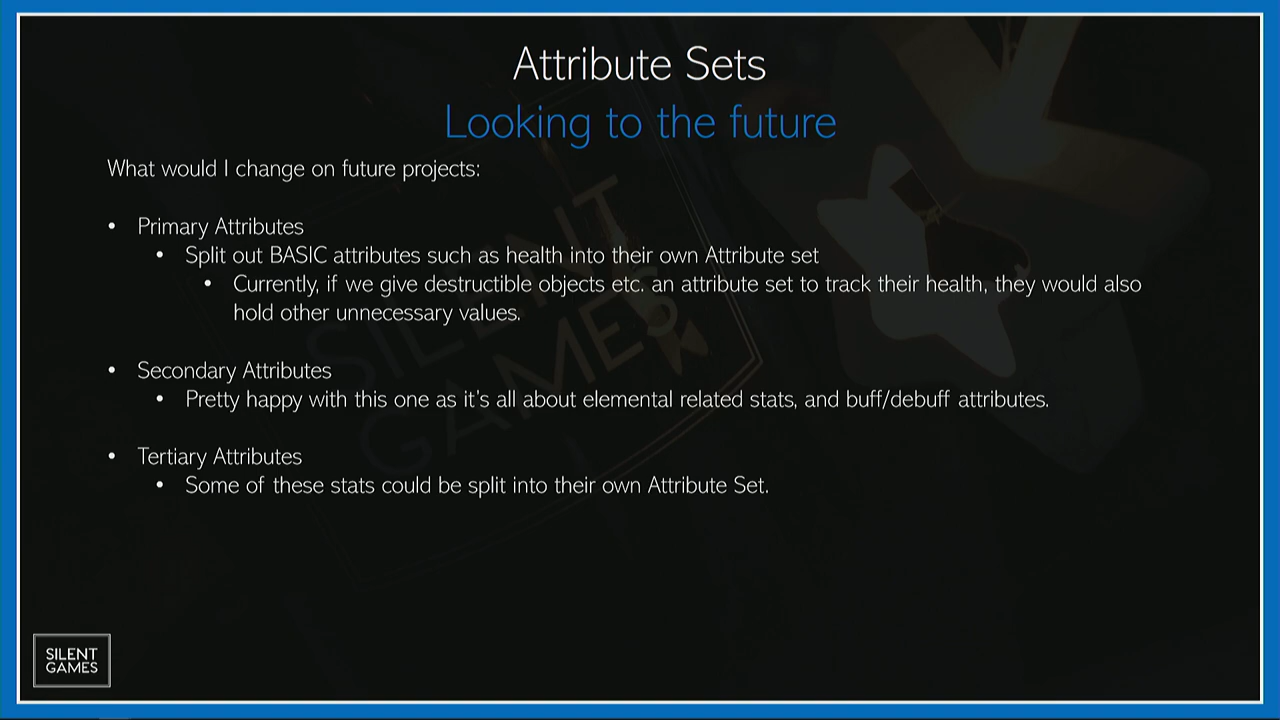 Attribute Sets
Looking to the future
What would I change on future projects:
• Primary Attributes
• Split out BASIC attributes such as health into their own Attribute set
• Currently, if we give destructible objects etc. an attribute set to track their health, they would also
hold other unnecessary values.
• Secondary Attributes
• Pretty happy with this one as it's all about elemental related stats, and buff/debuff attributes.
• Tertiary Attributes
• Some of these stats could be split into their own Attribute Set.
SILENT
GAMES
SILENT
GAMES